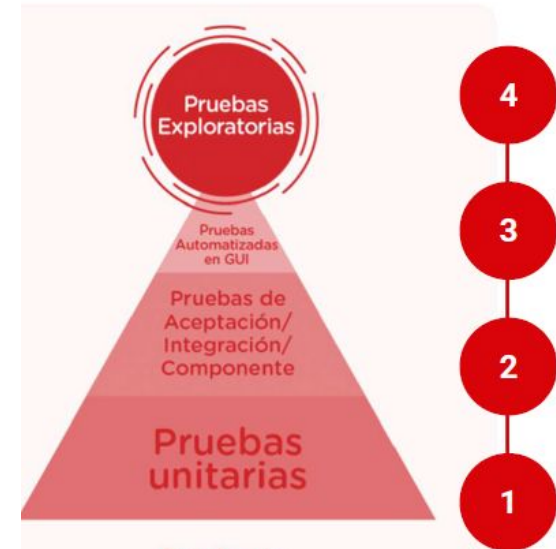 Pruebas
Exploratorias
4
Pruebas
Automatizadas
en GUI
3
Pruebas de
Aceptación/
Integración/
Componente
2
Pruebas
unitarias
1